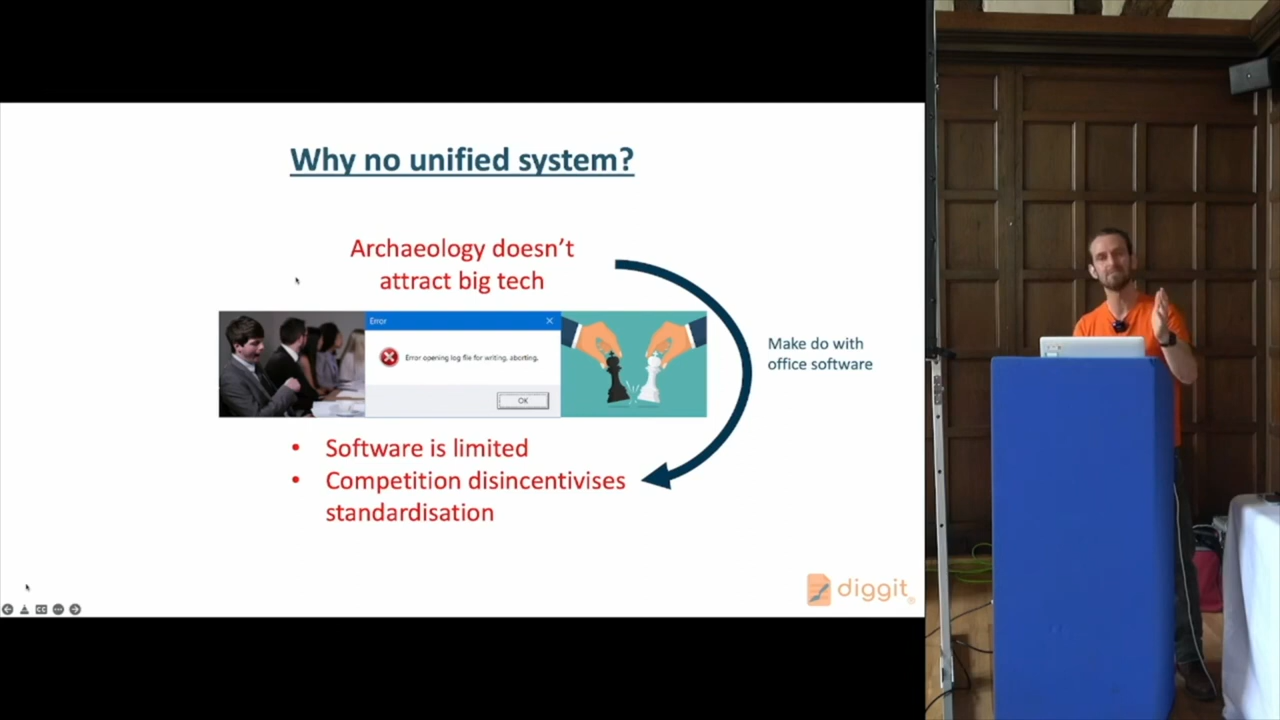 Why no unified system?
Archaeology doesn't
attract big tech
Error
Error opening log file for writing, aborting.
OK
Make do with
office software
• Software is limited
• Competition disincentivises
standardisation
diggit®
CC